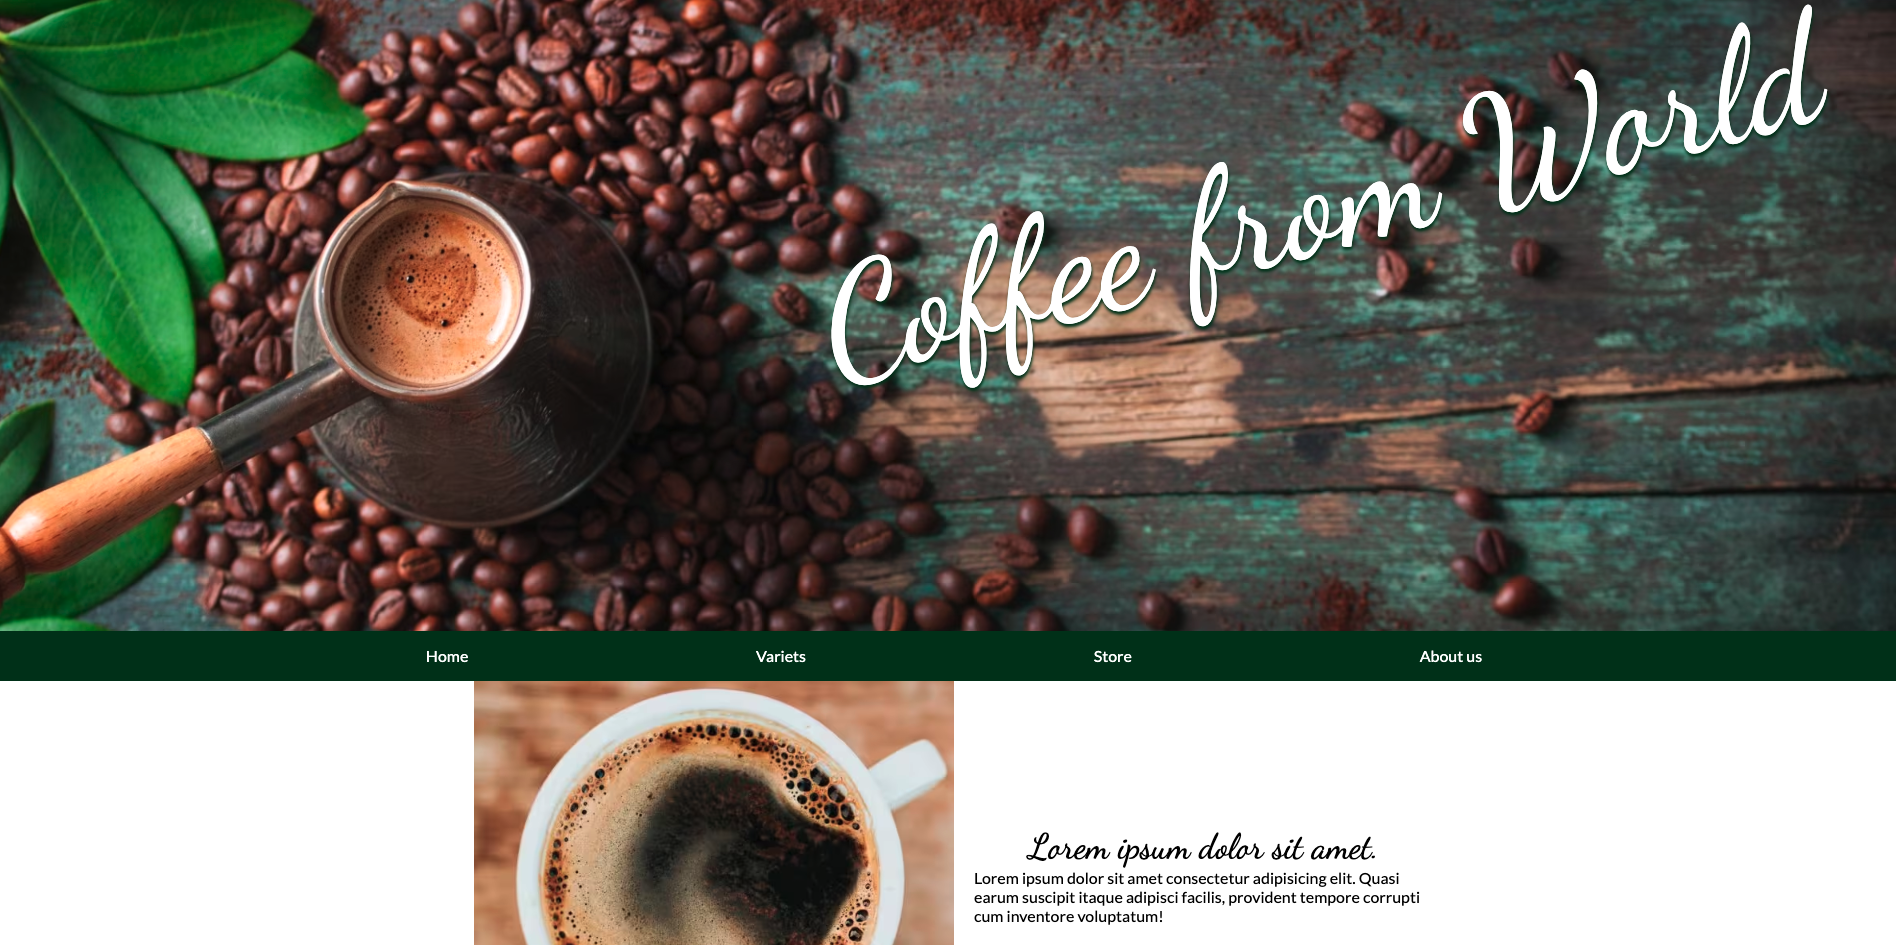 Coffee from World
Home
Variets
Store
About us
Lorem ipsum dolor sit amet.
Lorem ipsum dolor sit amet consectetur adipisicing elit. Quasi
earum suscipit itaque adipisci facilis, provident tempore corrupti
cum inventore voluptatum!